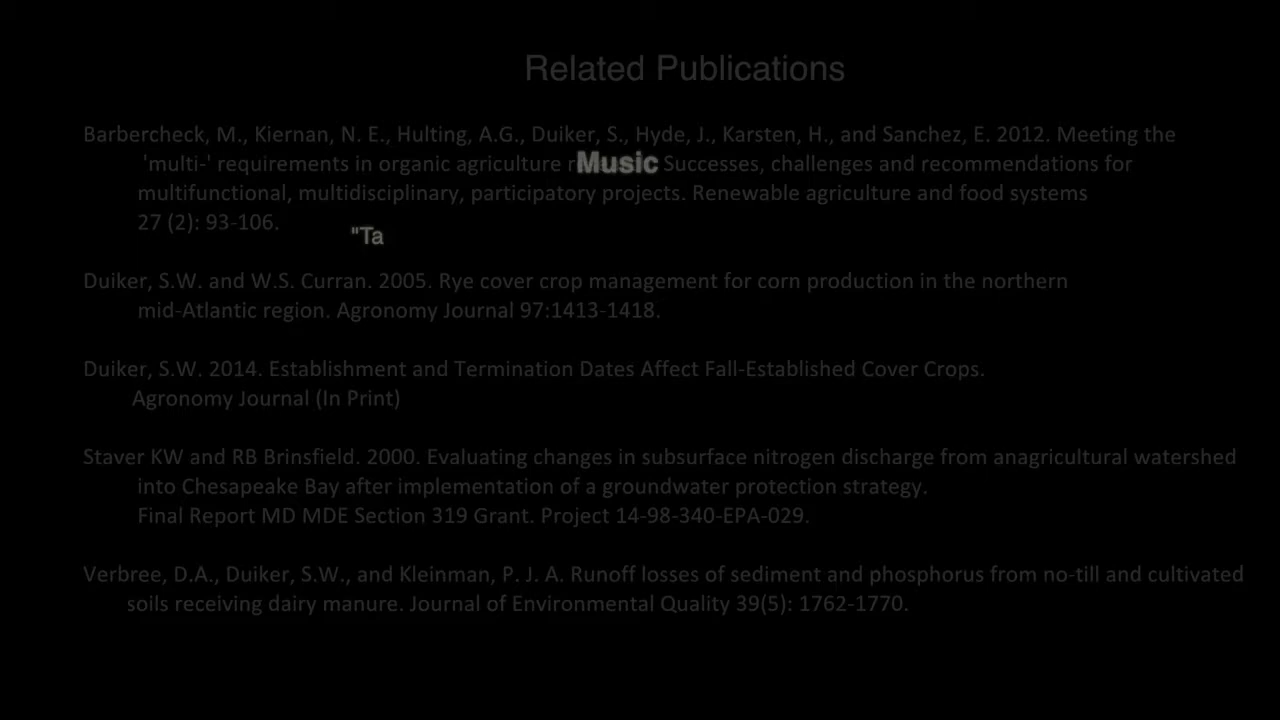 Related Publications
Barbercheck, M., Kiernan, N. E., Hulting, A.G., Duiker, S., Hyde, J., Karsten, H., and Sanchez, E. 2012. Meeting the
'multi-' requirements in organic agriculture Successes, challenges and recommendations for
Music
multifunctional, multidisciplinary, participatory projects. Renewable agriculture and food systems
27 (2): 93-106.
"Ta
Duiker, S.W. and W.S. Curran. 2005. Rye cover crop management for corn production in the northern
mid-Atlantic region. Agronomy Journal 97:1413-1418.
Duiker, S.W. 2014. Establishment and Termination Dates Affect Fall-Established Cover Crops.
Agronomy Journal (In Print)
Staver KW and RB Brinsfield. 2000. Evaluating changes in subsurface nitrogen discharge from anagricultural watershed
into Chesapeake Bay after implementation of a groundwater protection strategy.
Final Report MD MDE Section 319 Grant. Project 14-98-340-EPA-029.
Verbree, D.A., Duiker, S.W., and Kleinman, P. J. A. Runoff losses of sediment and phosphorus from no-till and cultivated
soils receiving dairy manure. Journal of Environmental Quality 39(5): 1762-1770.